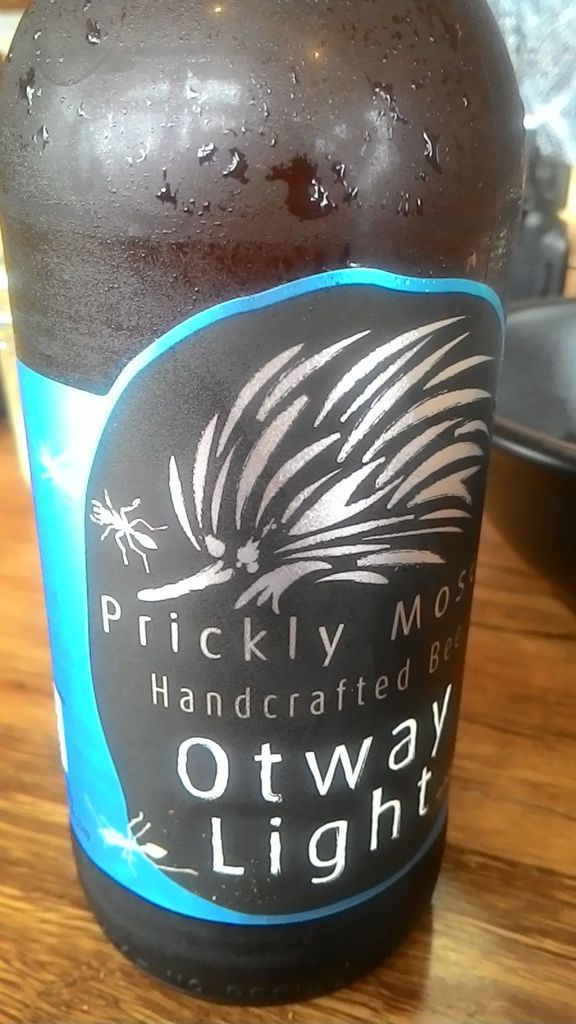 Prickly Mos
Handcrafted Bee
Otway
Light